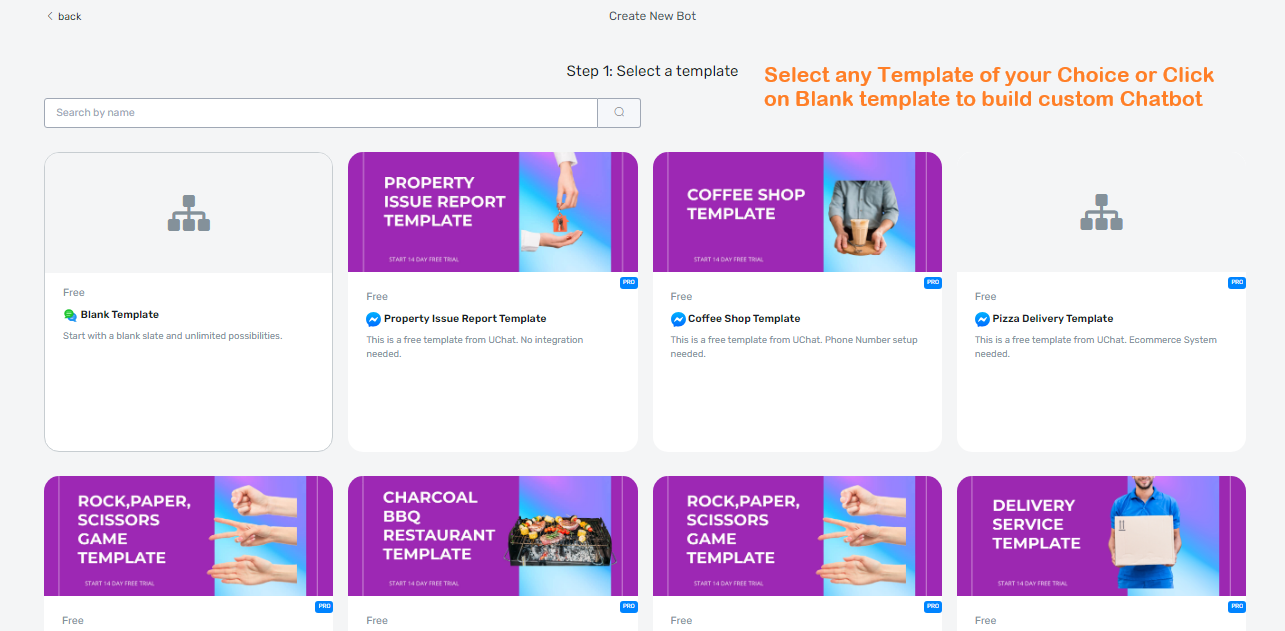 back
Create New Bot
Step 1: Select a template
Select any Template of your Choice or Click
on Blank template to build custom Chatbot
Search by name
Free
Blank Template
Start with a blank slate and unlimited possibilities.
PROPERTY
ISSUE REPORT
TEMPLATE
START 14 DAY FREE TRIAL
PRO
Free
Property Issue Report Template
This is a free template from UChat. No integration
needed.
COFFEE SHOP
TEMPLATE
START 14 DAY FREE TRIAL
PRO
Free
Coffee Shop Template
This is a free template from UChat. Phone Number setup
needed.
PRO
Free
Pizza Delivery Template
This is a free template from UChat. Ecommerce System
needed.
ROCK,PAPER,
SCISSORS
GAME
TEMPLATE
START 14 DAY FREE TRIAL
PRO
Free
CHARCOAL
BBQ
RESTAURANT
TEMPLATE
START 14 DAY FREE TRIAL
PRO
Free
ROCK,PAPER,
SCISSORS
GAME
TEMPLATE
START 14 DAY FREE TRIAL
PRO
Free
DELIVERY
SERVICE
TEMPLATE
START 14 DAY FREE TRIAL
PRO
Free